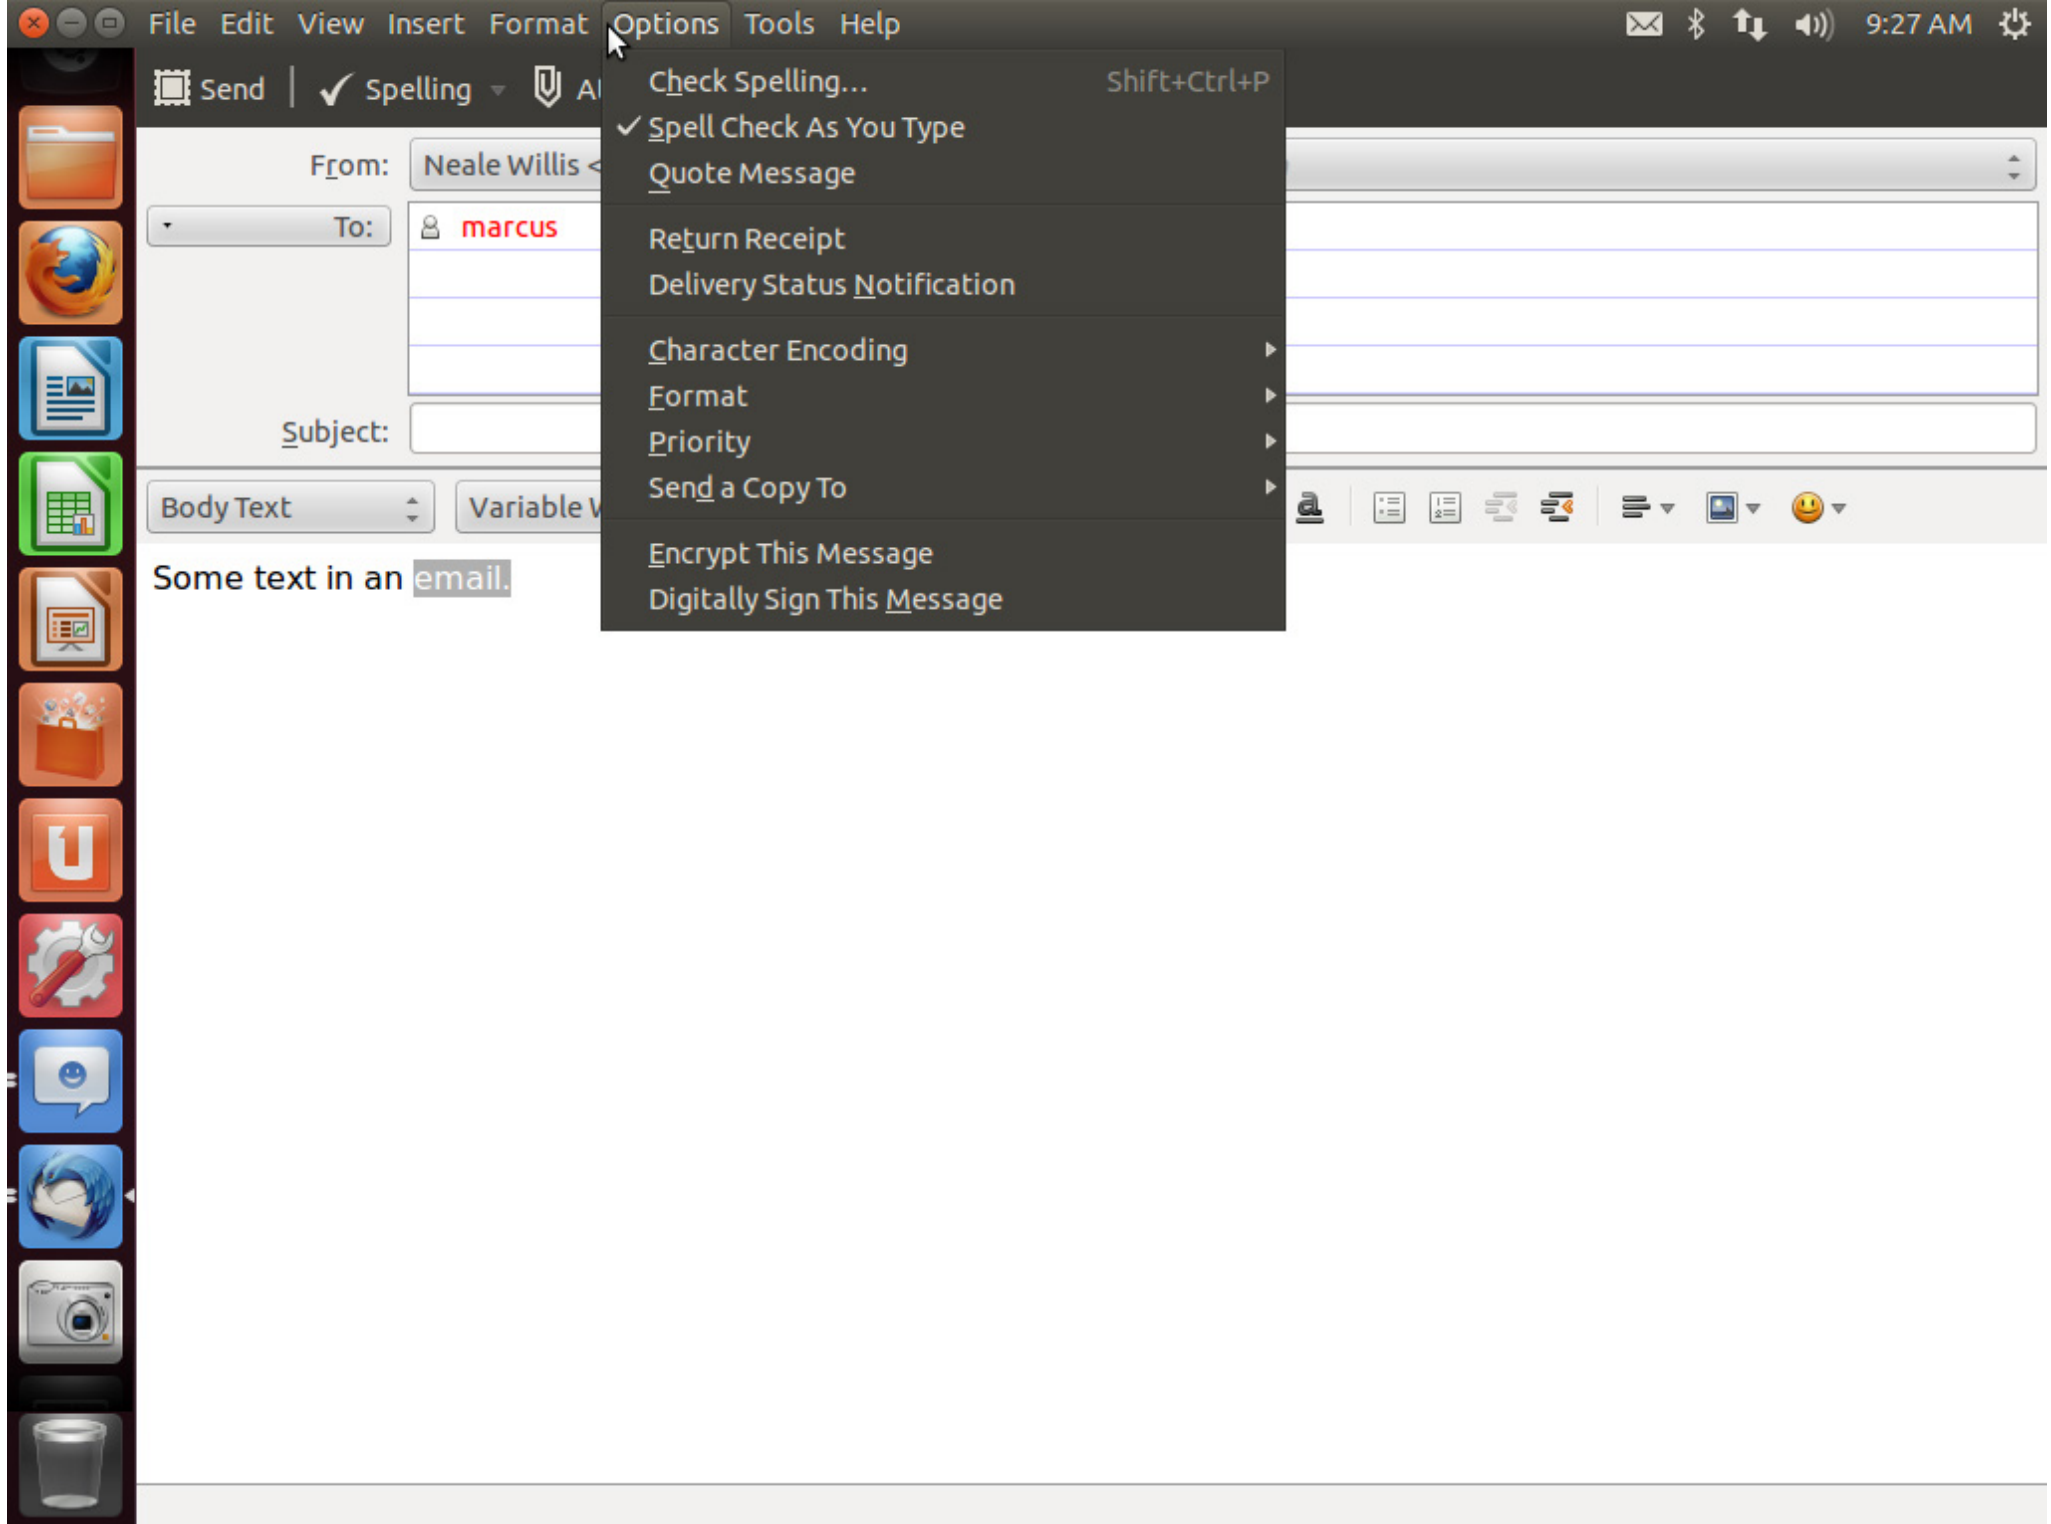 File Edit View Insert Format Options Tools Help 9:27 AM
Send Spelling
Check Spelling... Shift+Ctrl+P
Spell Check As You Type
Quote Message
Return Receipt
Delivery Status Notification
Character Encoding
Format
Priority
Send a Copy To
Encrypt This Message
Digitally Sign This Message
From: Neale Willis <
To: marcus
Subject:
Body Text Variable
Some text in an email.